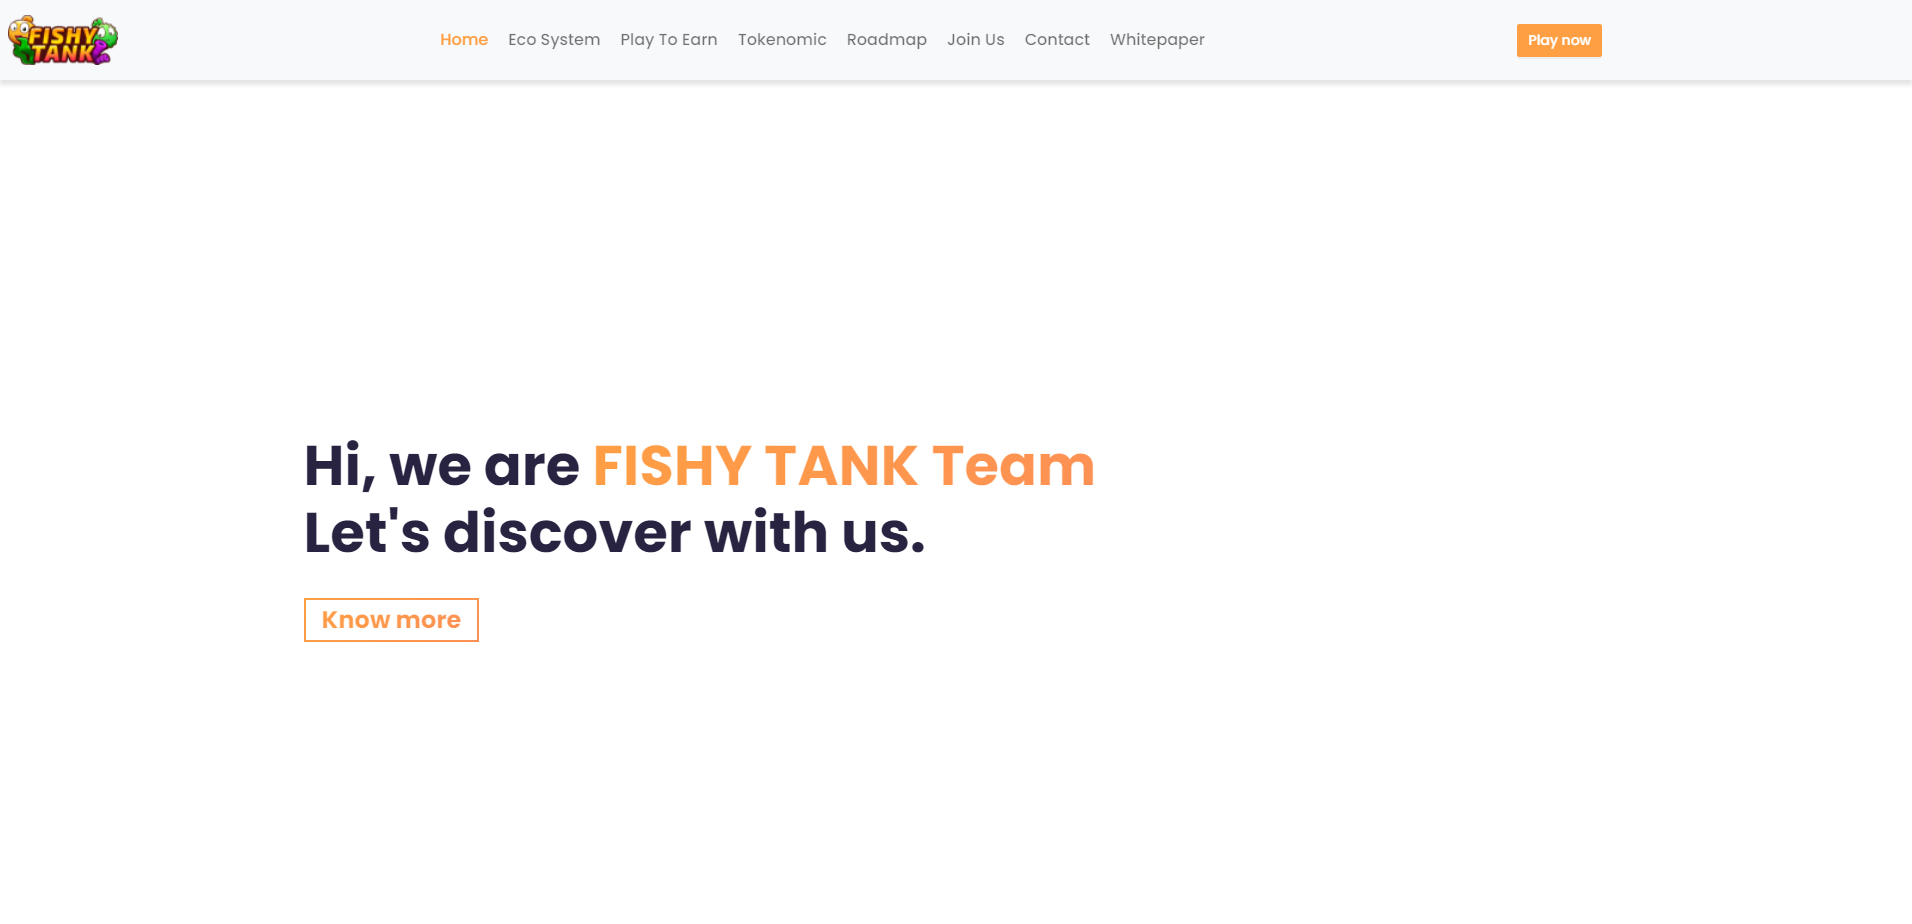 FISHY
TANK
Home Eco System Play To Earn Tokenomic Roadmap Join Us Contact Whitepaper
Play now
Hi, we are FISHY TANK Team
Let's discover with us.
Know more